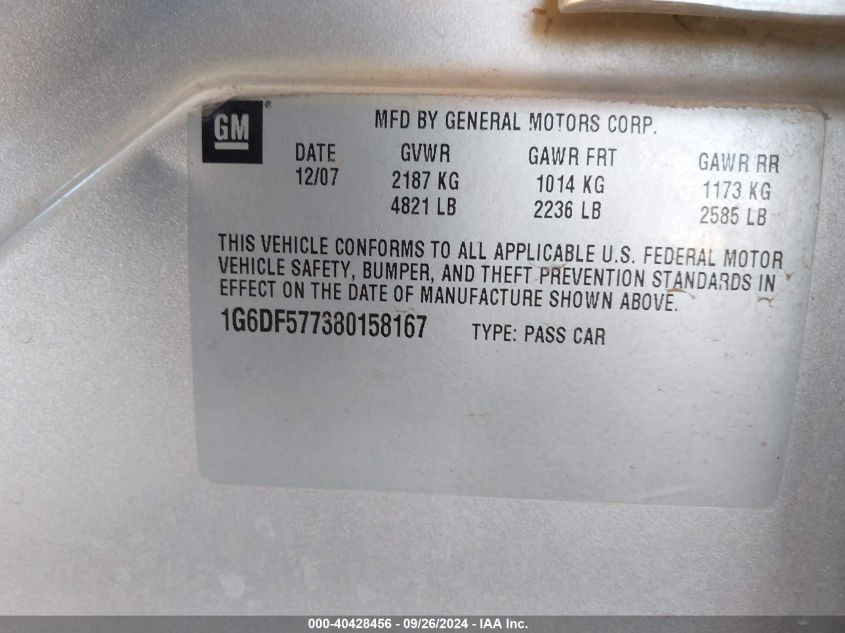 GM
®
MFD BY GENERAL MOTORS CORP.
DATE GVWR GAWR FRT GAWR RR
12/07 2187 KG 1014 KG 1173 KG
4821 LB 2236 LB 2585 LB
THIS VEHICLE CONFORMS TO ALL APPLICABLE U.S. FEDERAL MOTOR
VEHICLE SAFETY, BUMPER, AND THEFT PREVENTION STANDARDS IN
EFFECT ON THE DATE OF MANUFACTURE SHOWN ABOVE.
1G6DF577380158167 TYPE: PASS CAR
000-40428456 - 09/26/2024 - IAA Inc.